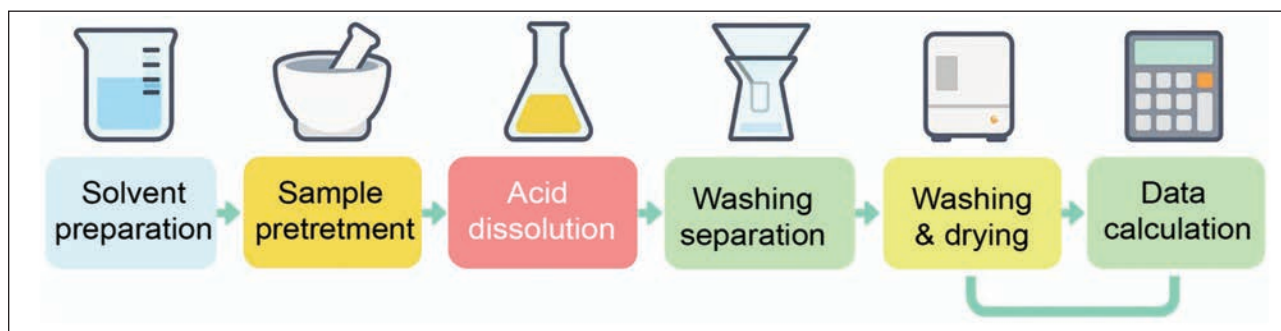 Solvent
preparation
Sample
pretretment
Acid
dissolution
Washing
separation
Washing
& drying
Data
calculation